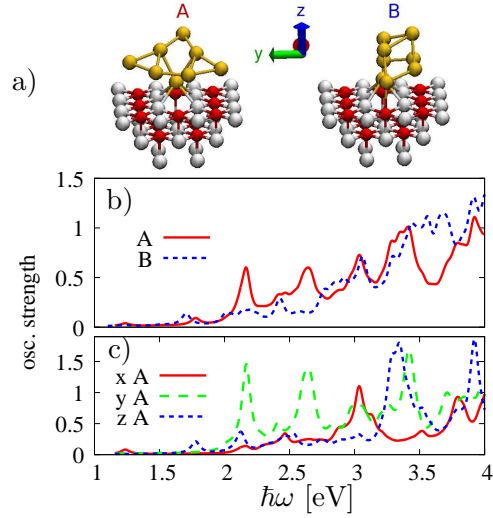 A
z
B
y
a)
1.5
b)
1
A
B
0.5
0
osc. strength
1.5
c)
x A
1
y A
0.5
z A
0
1 1.5 2 2.5 3 3.5 4
ℏω [eV]